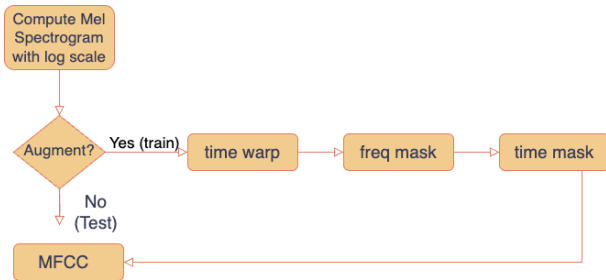 Compute Mel
Spectrogram
with log scale
Augment?
Yes (train)
time warp
freq mask
time mask
No
(Test)
MFCC